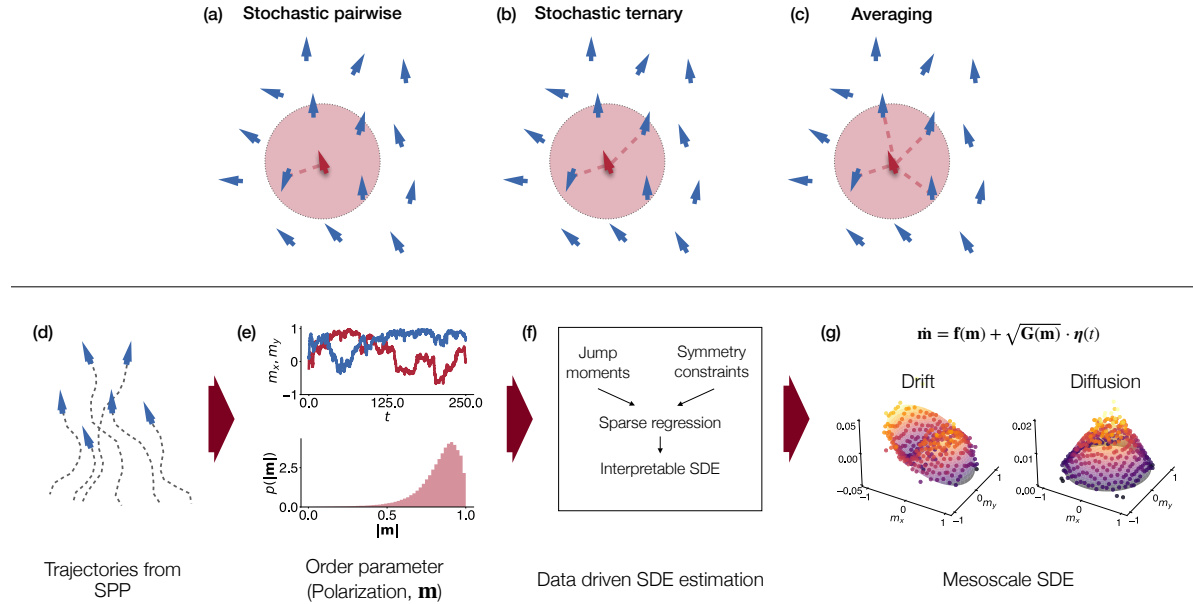 (a) Stochastic pairwise
(b) Stochastic ternary
(c) Averaging
(d)
Trajectories from
SPP
(e)
m_x, m_y
1
0
−1
0.0 125.0 250.0
t
p(|m|)
2.5
0.0
0.0 0.5 1.0
|m|
Order parameter
(Polarization, m)
(f)
Jump
moments
Symmetry
constraints
Sparse regression
Interpretable SDE
Data driven SDE estimation
(g)
ṁ = f(m) + √G(m) · η(t)
Drift
0.05
0.00
−0.05
−1 0 1
m_x
−1 0 1
m_y
Diffusion
0.02
0.01
0.00
−1 0 1
m_x
−1 0 1
m_y
Mesoscale SDE